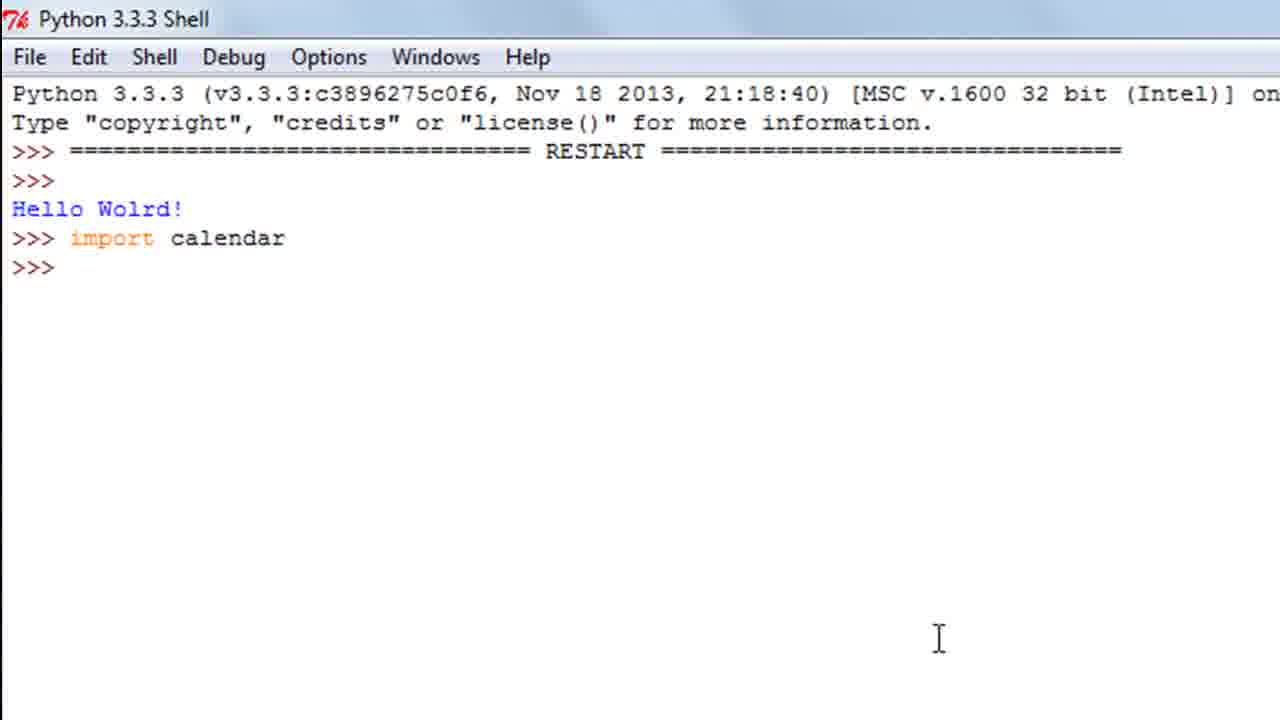 Python 3.3.3 Shell
File Edit Shell Debug Options Windows Help
Python 3.3.3 (v3.3.3:c3896275c0f6, Nov 18 2013, 21:18:40) [MSC v.1600 32 bit (Intel)] on
Type "copyright", "credits" or "license()" for more information.
>>> ================================ RESTART ================================
>>>
Hello Wolrd!
>>> import calendar
>>>